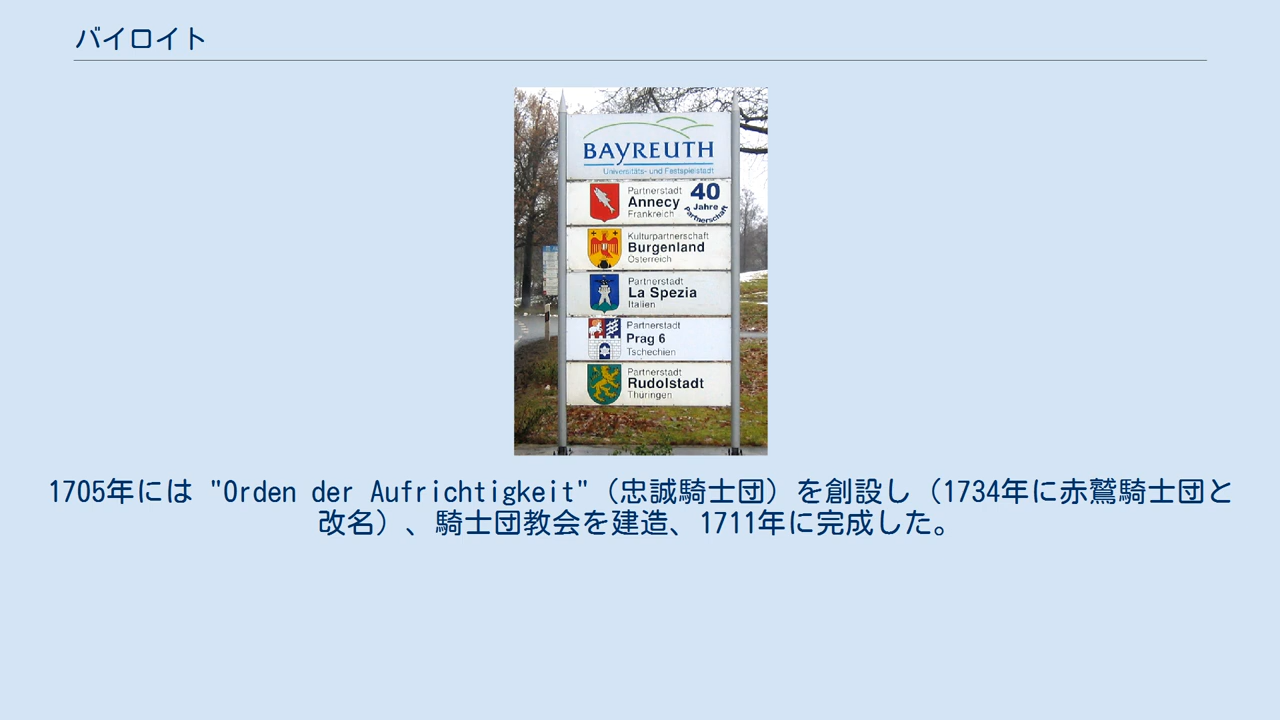 バイロイト
BAYREUTH
Universitäts- und Festspielstadt
Partnerstadt
Annecy
Frankreich
40
Jahre
Partnerschaft
Kulturpartnerschaft
Burgenland
Österreich
Partnerstadt
La Spezia
Italien
Partnerstadt
Prag 6
Tschechien
Partnerstadt
Rudolstadt
Thüringen
1705年には "Orden der Aufrichtigkeit"（忠誠騎士団）を創設し（1734年に赤鷲騎士団と
改名）、騎士団教会を建造、1711年に完成した。